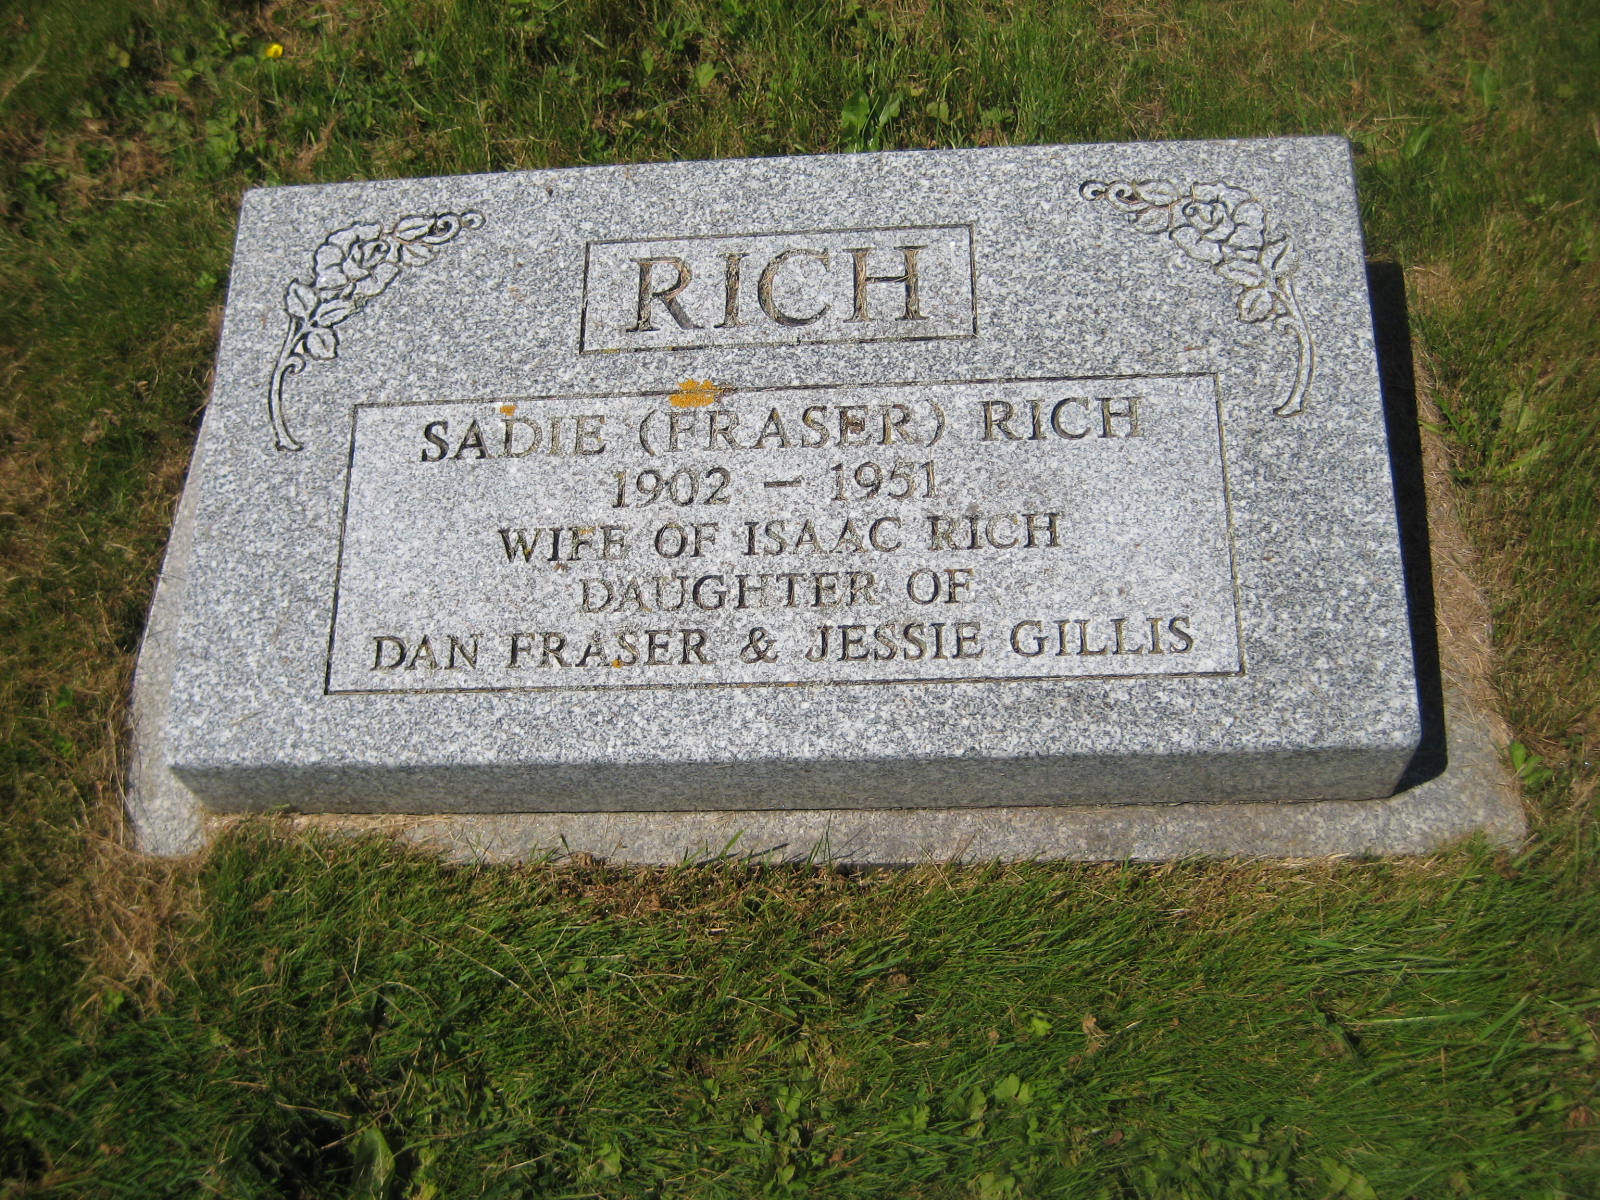 RICH
SADIE (FRASER) RICH
1902 – 1951
WIFE OF ISAAC RICH
DAUGHTER OF
DAN FRASER & JESSIE GILLIS